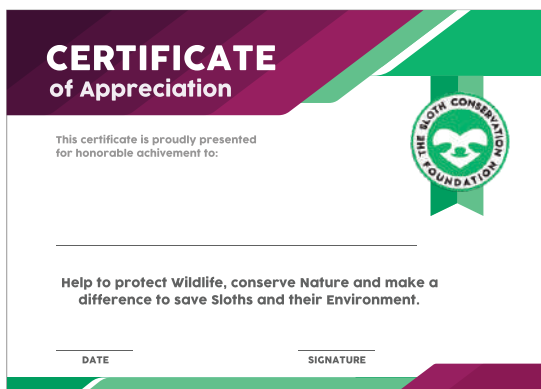 CERTIFICATE
of Appreciation
THE SLOTH CONSERVATION
FOUNDATION
This certificate is proudly presented
for honorable achivement to:
Help to protect Wildlife, conserve Nature and make a
difference to save Sloths and their Environment.
DATE
SIGNATURE